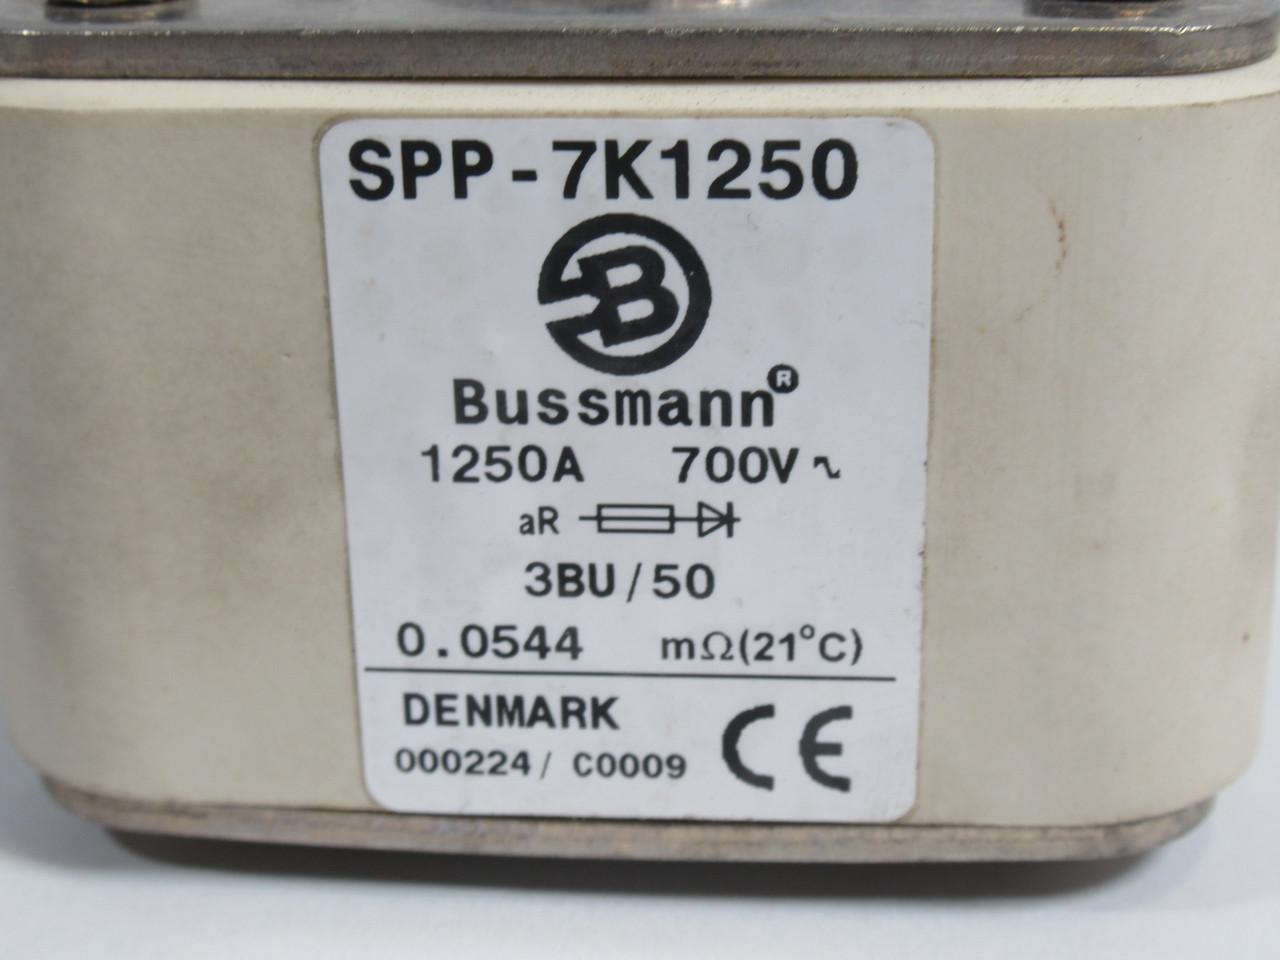 SPP-7K1250
B
Bussmann®
1250A 700V ~
aR
3BU/50
0.0544 mΩ(21°C)
DENMARK
000224/ C0009 CE